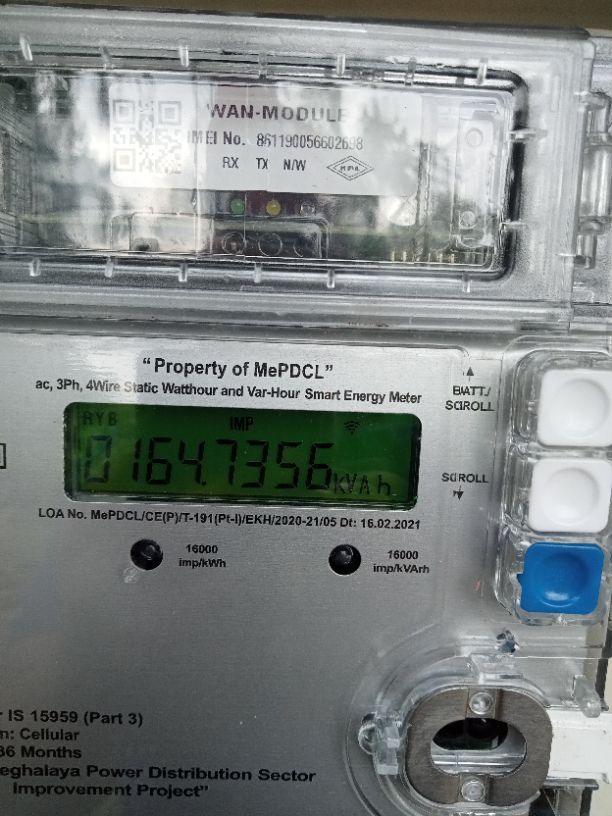 WAN-MODULE
IMEI No. 861190056602698
RX TX N/W
"Property of MePDCL"
ac, 3Ph, 4Wire Static Watthour and Var-Hour Smart Energy Meter
BATT./
SCROLL
RYB IMP
0164.7356 kVAh
SCROLL
LOA No. MePDCL/CE(P)/T-191(Pt-I)/EKH/2020-21/05 Dt: 16.02.2021
16000
imp/kWh
16000
imp/kVArh
IS 15959 (Part 3)
n: Cellular
36 Months
eghalaya Power Distribution Sector
Improvement Project"